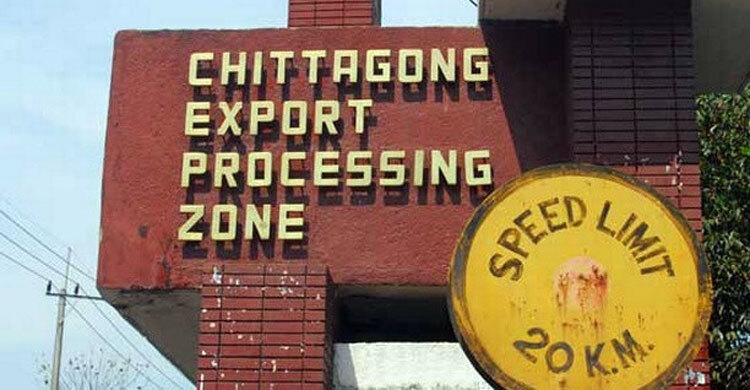 CHITTAGONG
EXPORT
PROCESSING
ZONE
SPEED LIMIT
20 K.M.